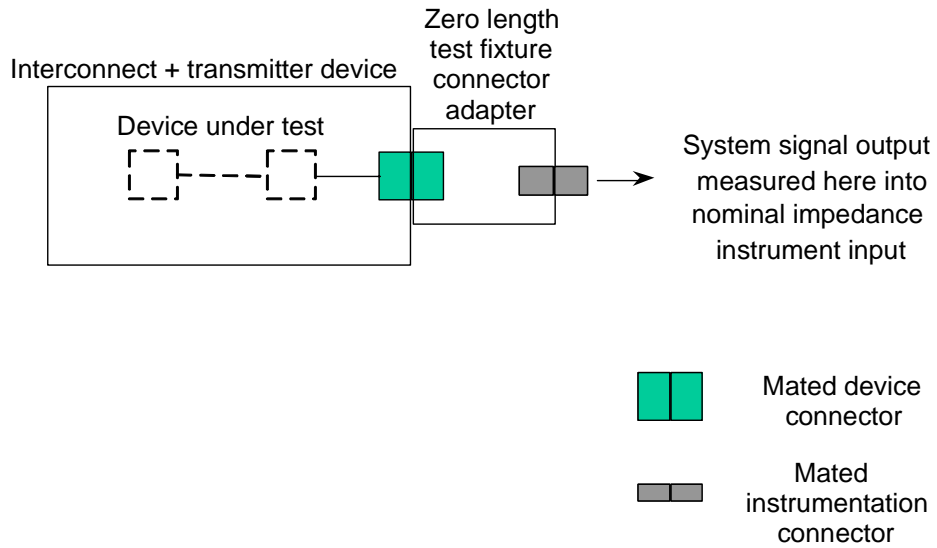 Zero length
test fixture
connector
adapter
Interconnect + transmitter device
Device under test
System signal output
measured here into
nominal impedance
instrument input
Mated device
connector
Mated
instrumentation
connector